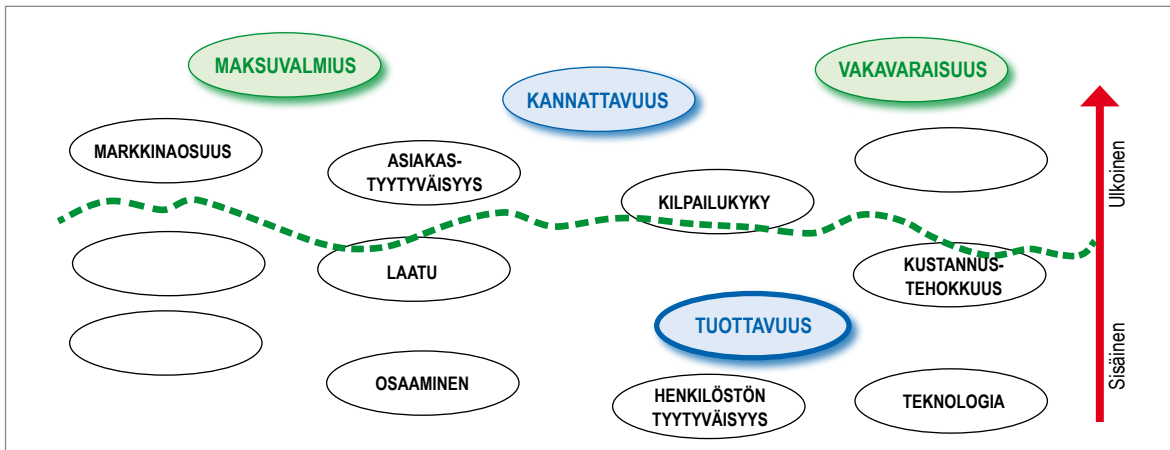 MAKSUVALMIUS
VAKAVARAISUUS
KANNATTAVUUS
MARKKINAOSUUS
ASIAKAS-
TYYTYVÄISYYS
KILPAILUKYKY
Ulkoinen
LAATU
KUSTANNUS-
TEHOKKUUS
TUOTTAVUUS
Sisäinen
OSAAMINEN
HENKILÖSTÖN
TYYTYVÄISYYS
TEKNOLOGIA